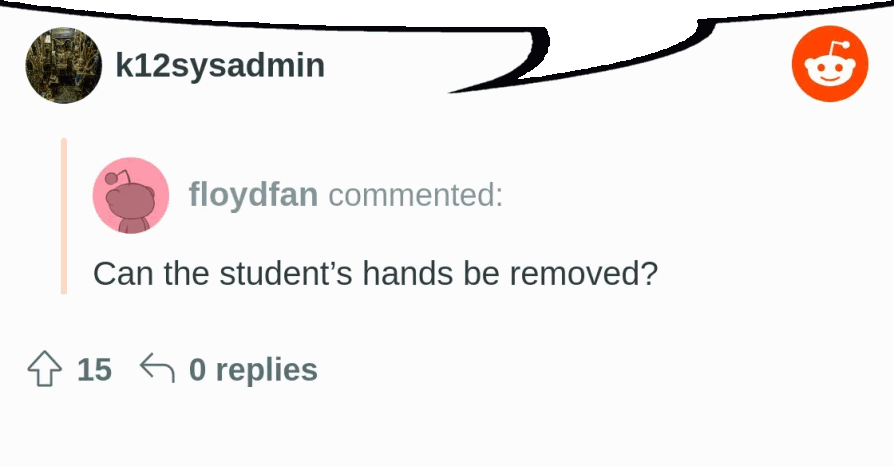 k12sysadmin
floydfan commented:
Can the student’s hands be removed?
15 0 replies